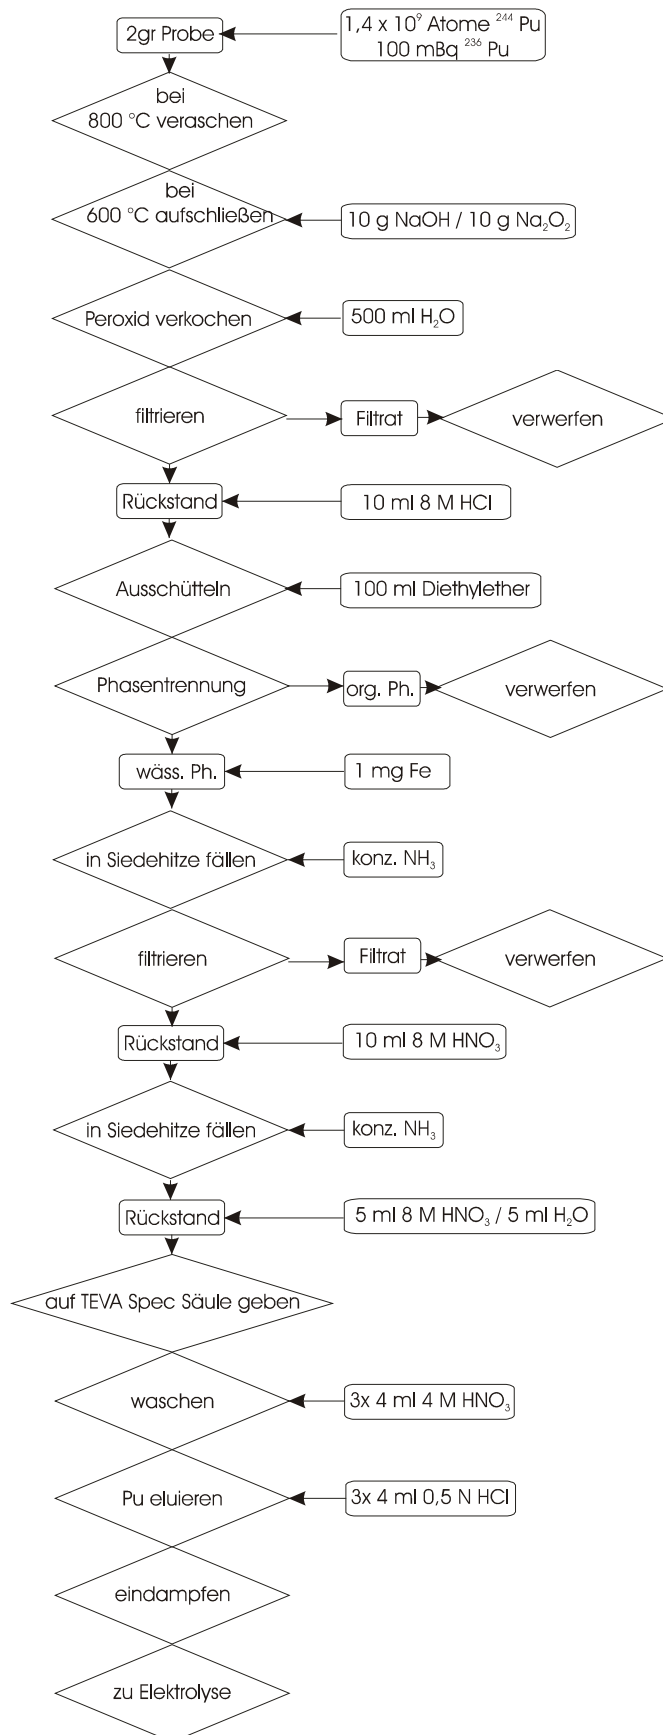 2gr Probe
1,4 x 10⁹ Atome ²⁴⁴ Pu
100 mBq ²³⁶ Pu
bei
800 °C veraschen
bei
600 °C aufschließen
10 g NaOH / 10 g Na₂O₂
Peroxid verkochen
500 ml H₂O
filtrieren
Filtrat
verwerfen
Rückstand
10 ml 8 M HCl
Ausschütteln
100 ml Diethylether
Phasentrennung
org. Ph.
verwerfen
wäss. Ph.
1 mg Fe
in Siedehitze fällen
konz. NH₃
filtrieren
Filtrat
verwerfen
Rückstand
10 ml 8 M HNO₃
in Siedehitze fällen
konz. NH₃
Rückstand
5 ml 8 M HNO₃ / 5 ml H₂O
auf TEVA Spec Säule geben
waschen
3x 4 ml 4 M HNO₃
Pu eluieren
3x 4 ml 0,5 N HCl
eindampfen
zu Elektrolyse